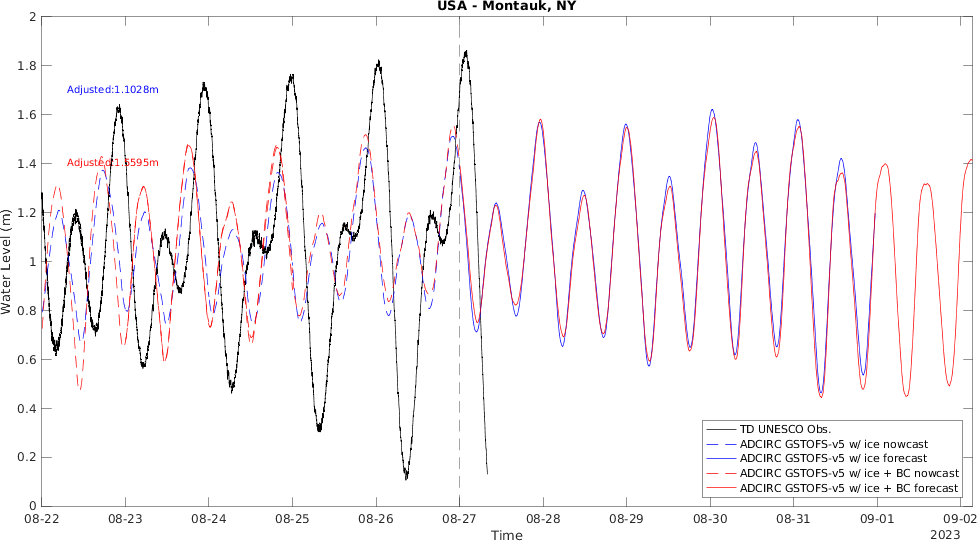 USA - Montauk, NY
2
1.8
1.6
1.4
1.2
1
0.8
0.6
0.4
0.2
0
Water Level (m)
Adjusted:1.1028m
Adjusted:1.6595m
TD UNESCO Obs.
ADCIRC GSTOFS-v5 w/ ice nowcast
ADCIRC GSTOFS-v5 w/ ice forecast
ADCIRC GSTOFS-v5 w/ ice + BC nowcast
ADCIRC GSTOFS-v5 w/ ice + BC forecast
08-22 08-23 08-24 08-25 08-26 08-27 08-28 08-29 08-30 08-31 09-01 09-02
Time
2023